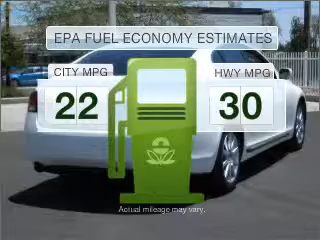 EPA FUEL ECONOMY ESTIMATES
CITY MPG
HWY MPG
22
30
Actual mileage may vary.